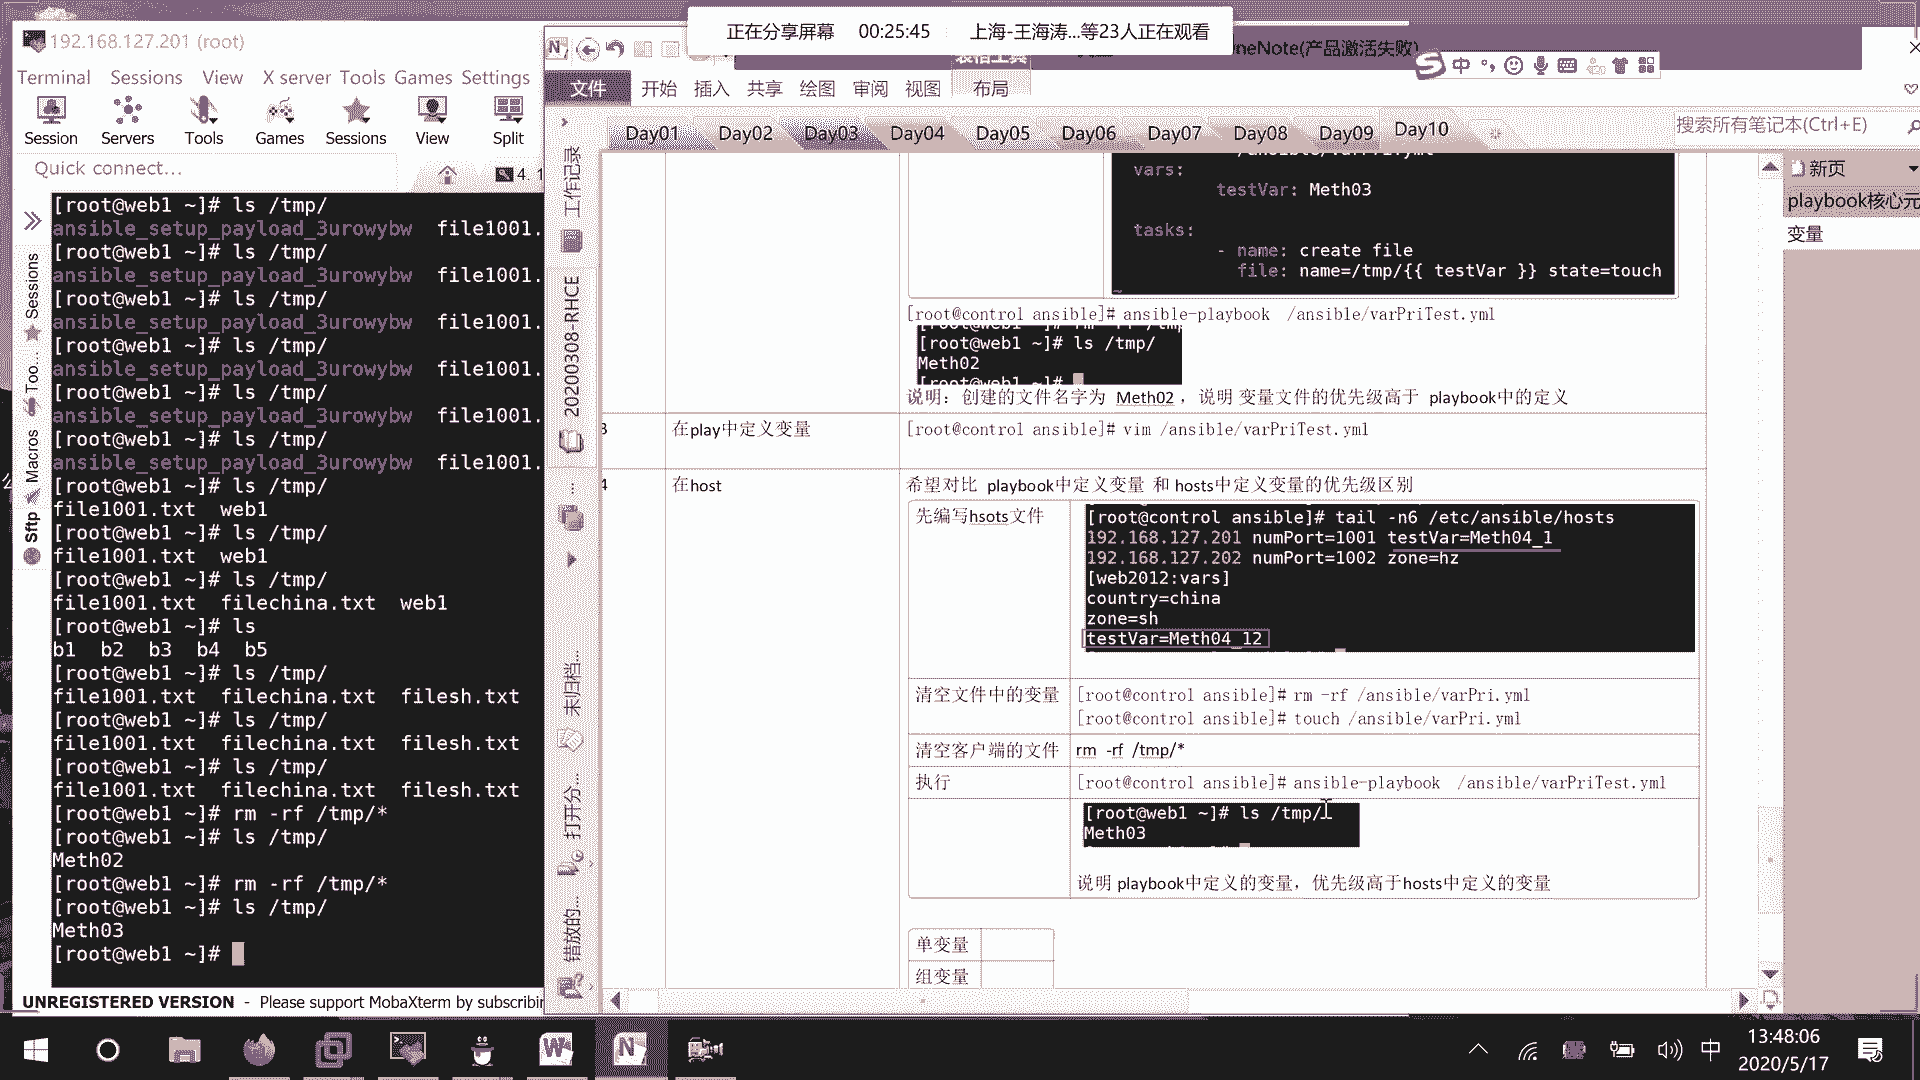 正在分享屏幕 00:25:45 上海-王海涛...等23人正在观看
192.168.127.201 (root)
OneNote(产品激活失败)
Terminal Sessions View X server Tools Games Settings
Session Servers Tools Games Sessions View Split
Quick connect...
4. 1
Sessions
Too...
Macros
Sftp
[root@web1 ~]# ls /tmp/
ansible_setup_payload_3urowybw file1001.
[root@web1 ~]# ls /tmp/
ansible_setup_payload_3urowybw file1001.
[root@web1 ~]# ls /tmp/
ansible_setup_payload_3urowybw file1001.
[root@web1 ~]# ls /tmp/
ansible_setup_payload_3urowybw file1001.
[root@web1 ~]# ls /tmp/
ansible_setup_payload_3urowybw file1001.
[root@web1 ~]# ls /tmp/
ansible_setup_payload_3urowybw file1001.
[root@web1 ~]# ls /tmp/
file1001.txt web1
[root@web1 ~]# ls /tmp/
file1001.txt web1
[root@web1 ~]# ls /tmp/
file1001.txt filechina.txt web1
[root@web1 ~]# ls
b1 b2 b3 b4 b5
[root@web1 ~]# ls /tmp/
file1001.txt filechina.txt filesh.txt
[root@web1 ~]# ls /tmp/
file1001.txt filechina.txt filesh.txt
[root@web1 ~]# ls /tmp/
file1001.txt filechina.txt filesh.txt
[root@web1 ~]# rm -rf /tmp/*
[root@web1 ~]# ls /tmp/
Meth02
[root@web1 ~]# rm -rf /tmp/*
[root@web1 ~]# ls /tmp/
Meth03
[root@web1 ~]#
UNREGISTERED VERSION - Please support MobaXterm by subscribin
表格工具
文件 开始 插入 共享 绘图 审阅 视图 布局
Day01 Day02 Day03 Day04 Day05 Day06 Day07 Day08 Day09 Day10
搜索所有笔记本(Ctrl+E)
新页
playbook核心元
变量
工作记录
20200308-RHCE
未归档...
打开分...
错放的...
/ansible/varPri.yml
vars:
testVar: Meth03
tasks:
- name: create file
file: name=/tmp/{{ testVar }} state=touch
~
[root@control ansible]# ansible-playbook /ansible/varPriTest.yml
[root@web1 ~]# ls /tmp/
Meth02
[root@web1 ~]#
说明：创建的文件名字为 Meth02 ，说明 变量文件的优先级高于 playbook中的定义
3 在play中定义变量 [root@control ansible]# vim /ansible/varPriTest.yml
4 在host 希望对比 playbook中定义变量 和 hosts中定义变量的优先级区别
先编写hsots文件
[root@control ansible]# tail -n6 /etc/ansible/hosts
192.168.127.201 numPort=1001 testVar=Meth04_1
192.168.127.202 numPort=1002 zone=hz
[web2012:vars]
country=china
zone=sh
testVar=Meth04_12
清空文件中的变量 [root@control ansible]# rm -rf /ansible/varPri.yml
[root@control ansible]# touch /ansible/varPri.yml
清空客户端的文件 rm -rf /tmp/*
执行 [root@control ansible]# ansible-playbook /ansible/varPriTest.yml
[root@web1 ~]# ls /tmp/
Meth03
说明 playbook中定义的变量，优先级高于hosts中定义的变量
单变量
组变量
中 13:48:06
2020/5/17